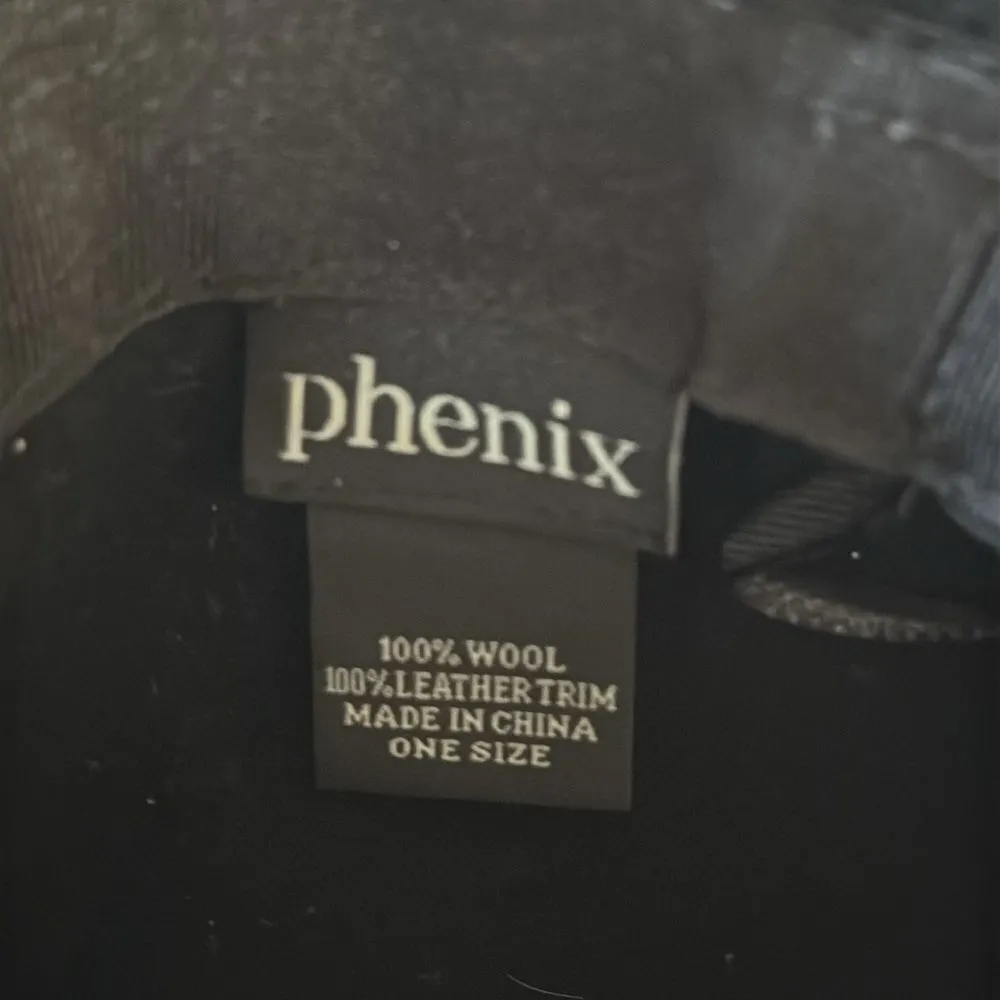 phenix
100% WOOL
100%LEATHER TRIM
MADE IN CHINA
ONE SIZE